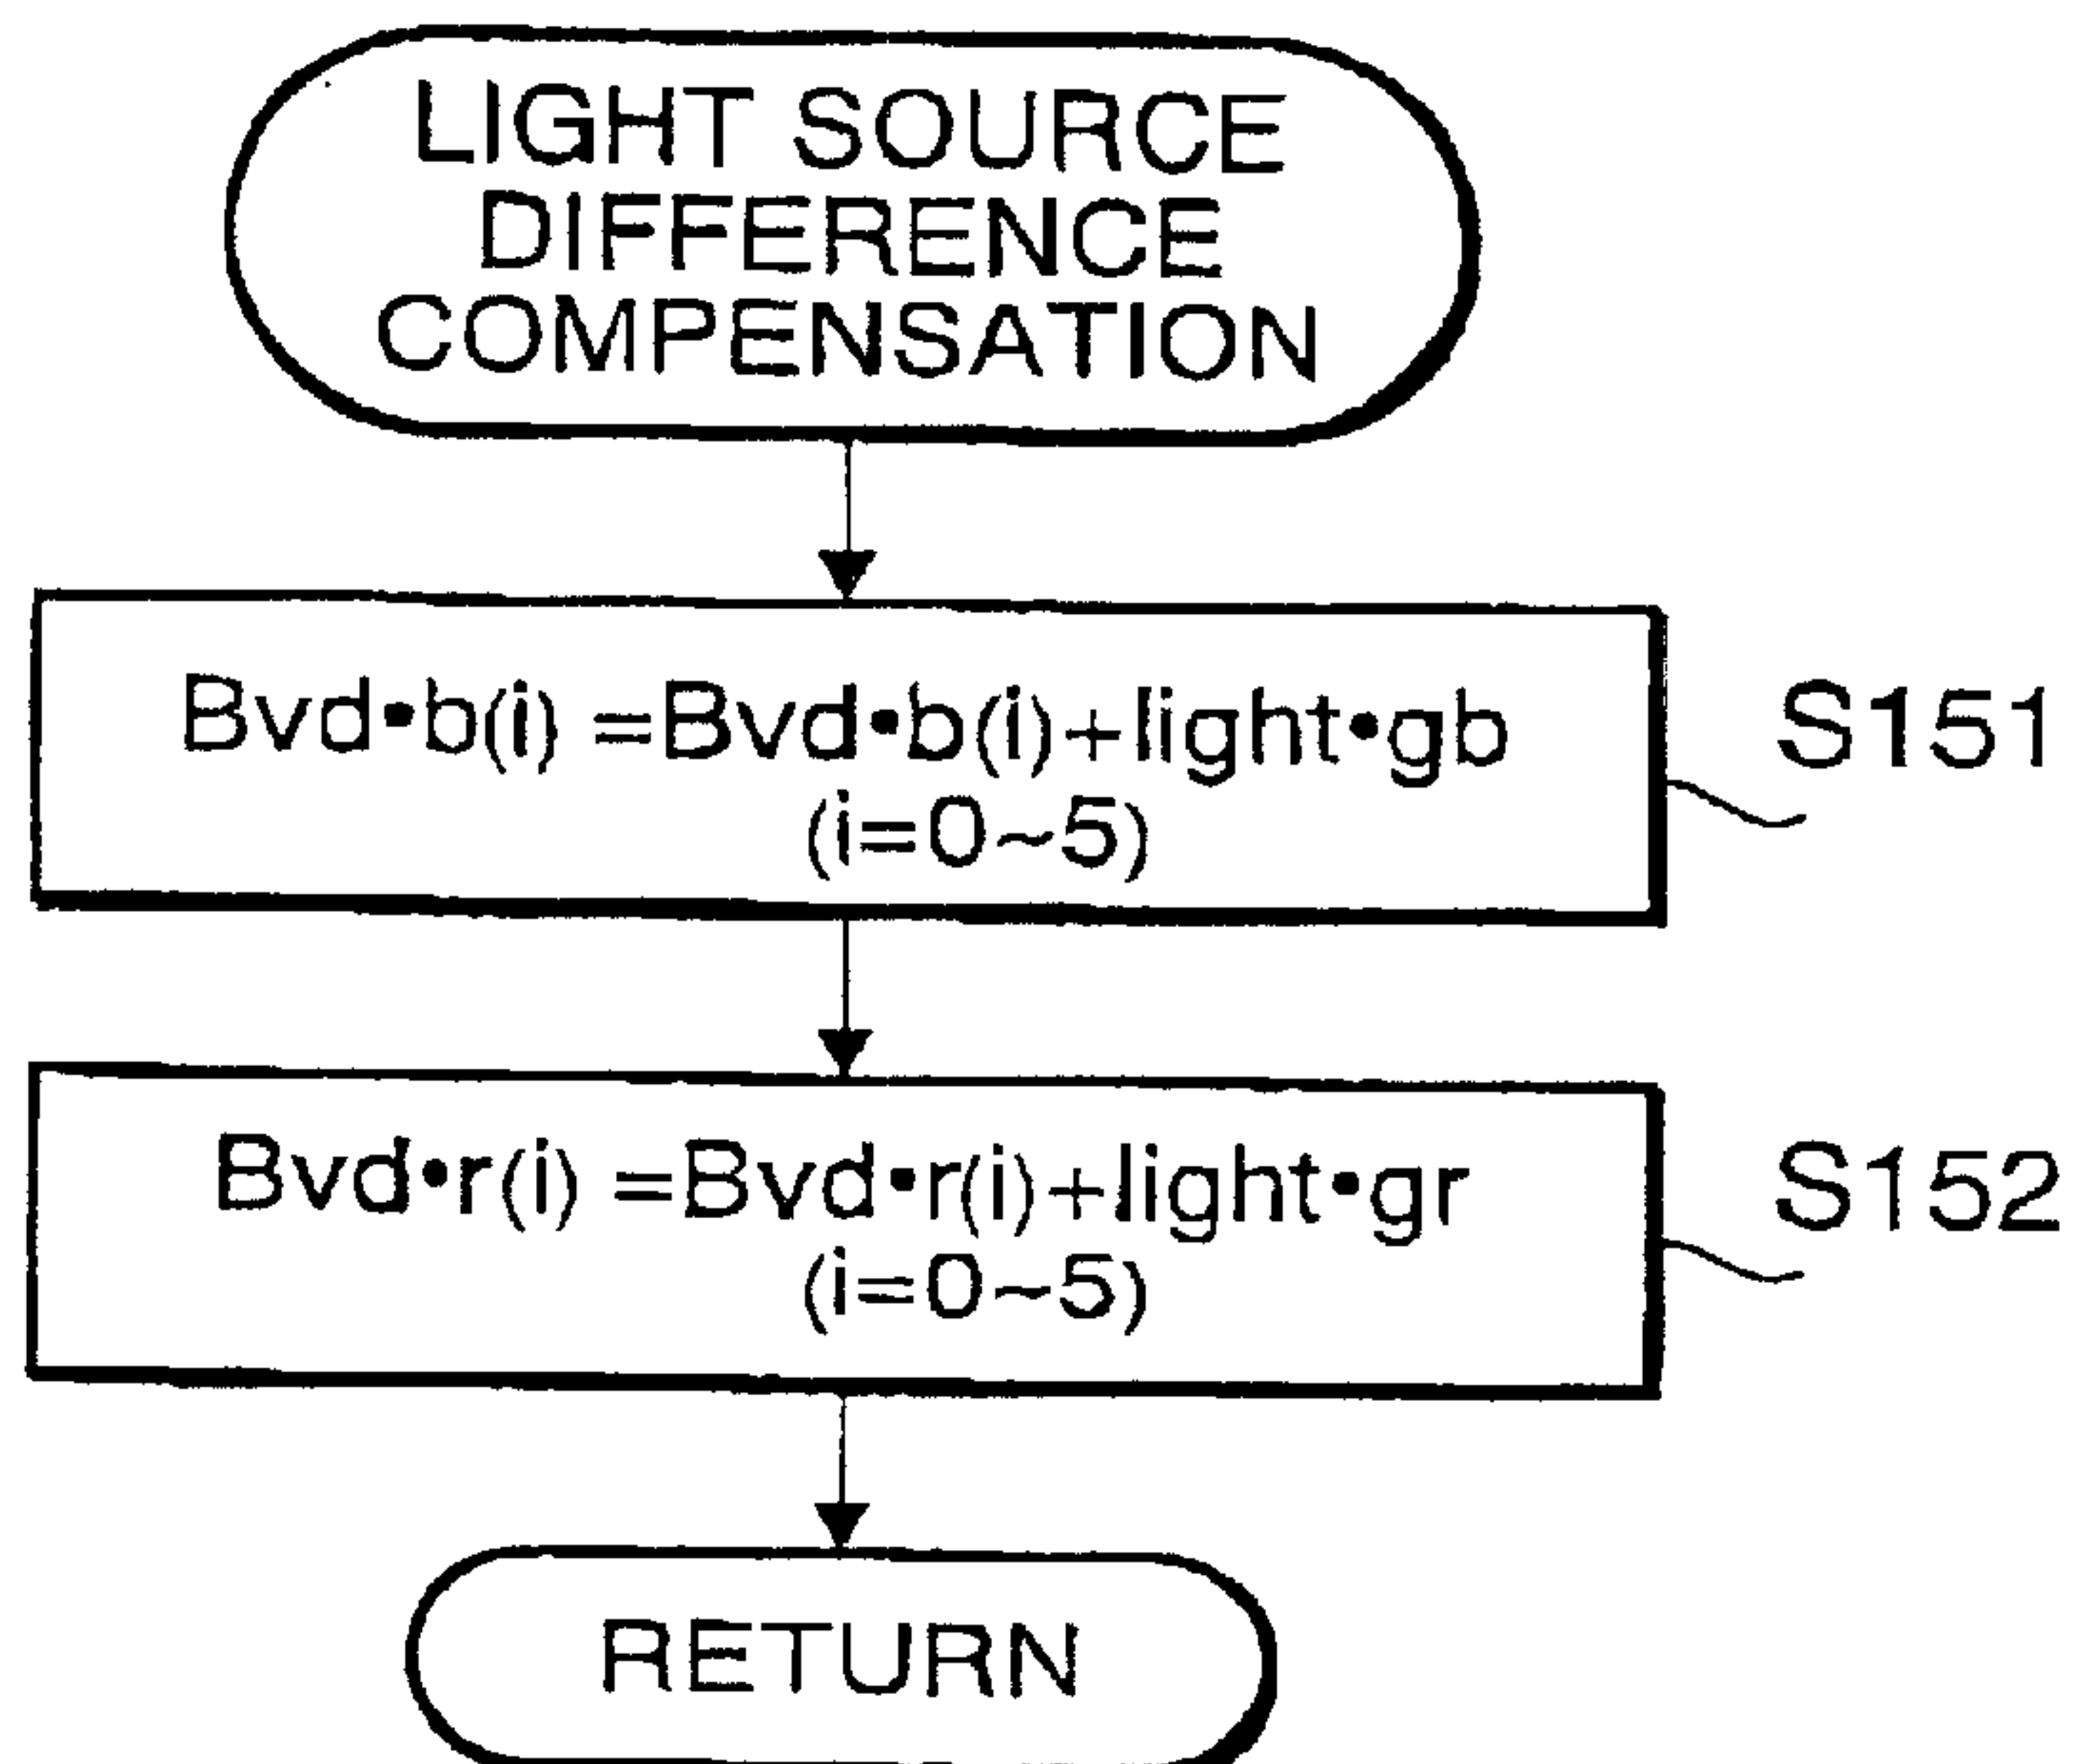 LIGHT SOURCE
DIFFERENCE
COMPENSATION
Bvd•b(i) =Bvd•b(i)+light•gb
(i=0~5)
S151
Bvd•r(i) =Bvd•r(i)+light•gr
(i=0~5)
S152
RETURN